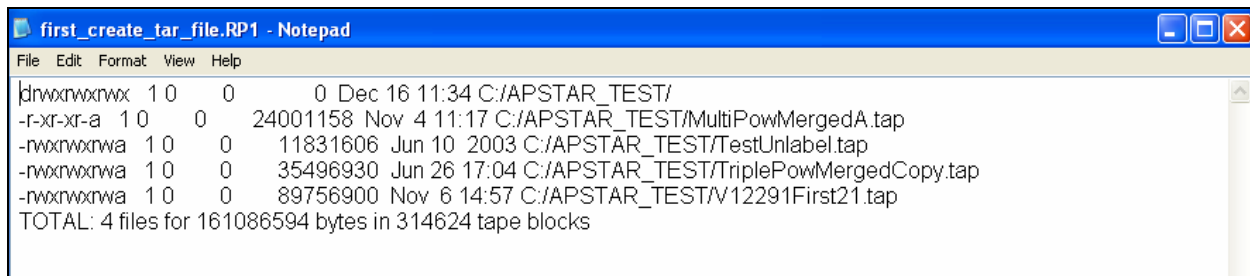 first_create_tar_file.RP1 - Notepad
File Edit Format View Help
drwxrwxrwx 1 0 0 0 Dec 16 11:34 C:/APSTAR_TEST/
-r-xr-xr-a 1 0 0 24001158 Nov 4 11:17 C:/APSTAR_TEST/MultiPowMergedA.tap
-rwxrwxrwa 1 0 0 11831606 Jun 10 2003 C:/APSTAR_TEST/TestUnlabel.tap
-rwxrwxrwa 1 0 0 35496930 Jun 26 17:04 C:/APSTAR_TEST/TriplePowMergedCopy.tap
-rwxrwxrwa 1 0 0 89756900 Nov 6 14:57 C:/APSTAR_TEST/V12291First21.tap
TOTAL: 4 files for 161086594 bytes in 314624 tape blocks